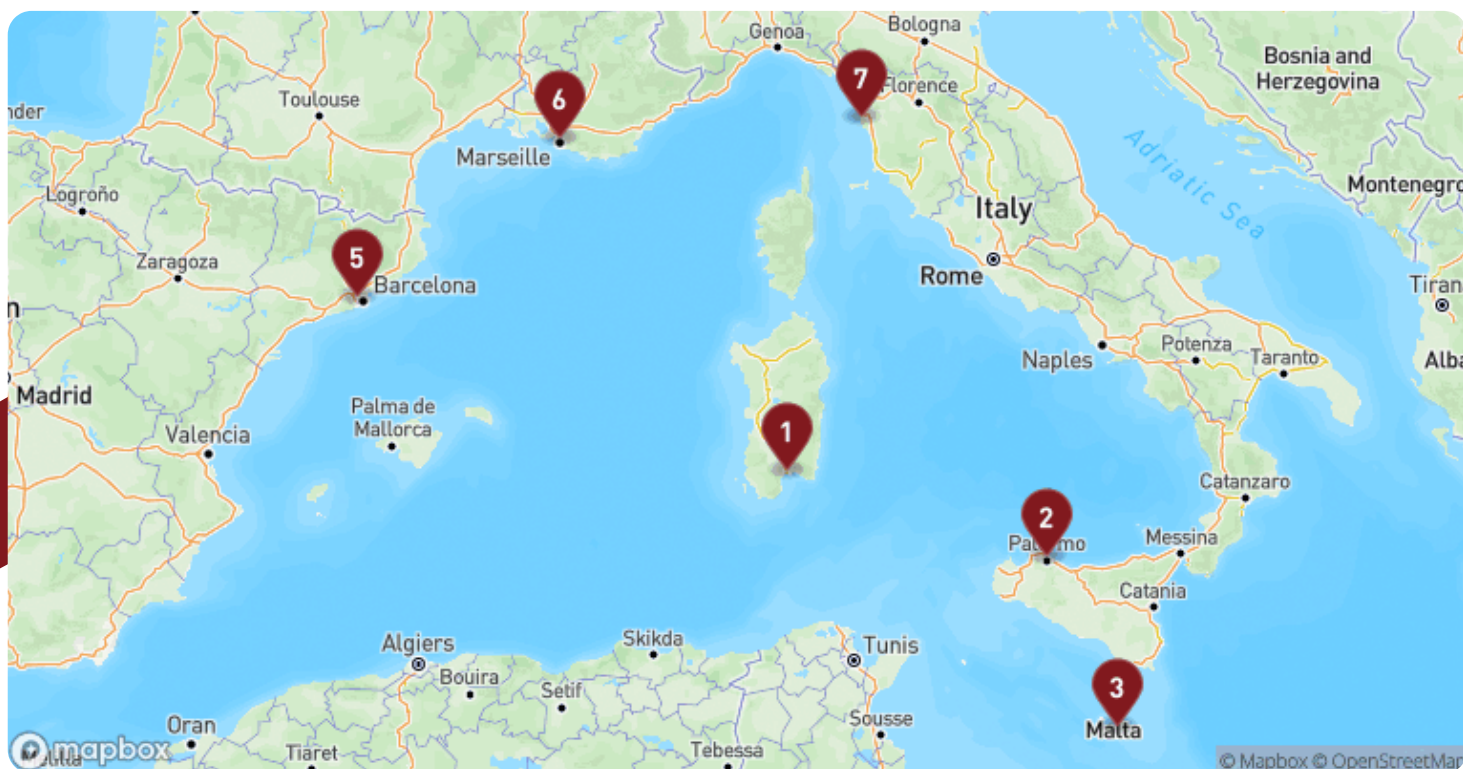 Genoa
Bologna
Bosnia and
Herzegovina
7
Florence
6
Toulouse
nder
Marseille
Adriatic Sea
Montenegro
Logroño
Italy
5
Zaragoza
Barcelona
Rome
Tiran
n
Naples
Potenza
Taranto
Alba
Madrid
Palma de
Mallorca
1
Valencia
Catanzaro
2
Palermo
Messina
Catania
Algiers
Skikda
Tunis
Bouira
Setif
3
Malta
Oran
Sousse
mapbox
Melilla
Tiaret
Tebessa
© Mapbox © OpenStreetMap